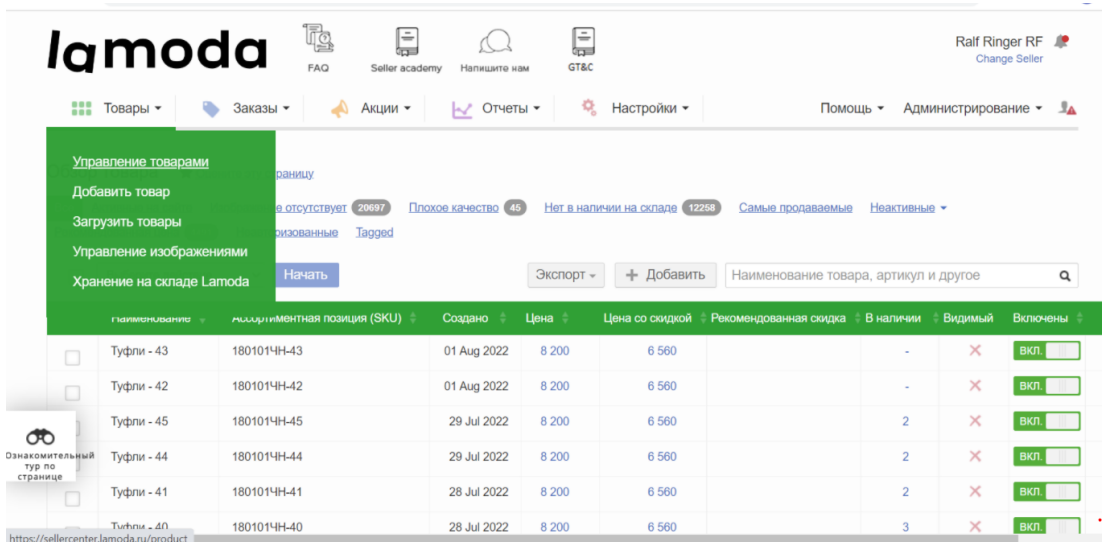 lamoda
FAQ
Seller academy
Напишите нам
GT&C
Ralf Ringer RF
Change Seller
Товары
Заказы
Акции
Отчеты
Настройки
Помощь
Администрирование
Управление товарами
Добавить товар
Загрузить товары
Управление изображениями
Хранение на складе Lamoda
раницу
е отсутствует 20697 Плохое качество 45 Нет в наличии на складе 12258 Самые продаваемые Неактивные
ризованные Tagged
Начать Экспорт + Добавить Наименование товара, артикул и другое
Наименование Ассортиментная позиция (SKU) Создано Цена Цена со скидкой Рекомендованная скидка В наличии Видимый Включены
Туфли - 43 180101ЧН-43 01 Aug 2022 8 200 6 560 - ВКЛ.
Туфли - 42 180101ЧН-42 01 Aug 2022 8 200 6 560 - ВКЛ.
Туфли - 45 180101ЧН-45 29 Jul 2022 8 200 6 560 2 ВКЛ.
Туфли - 44 180101ЧН-44 29 Jul 2022 8 200 6 560 2 ВКЛ.
Туфли - 41 180101ЧН-41 28 Jul 2022 8 200 6 560 2 ВКЛ.
Туфли - 40 180101ЧН-40 28 Jul 2022 8 200 6 560 3 ВКЛ.
Ознакомительный
тур по
странице
https://sellercenter.lamoda.ru/product